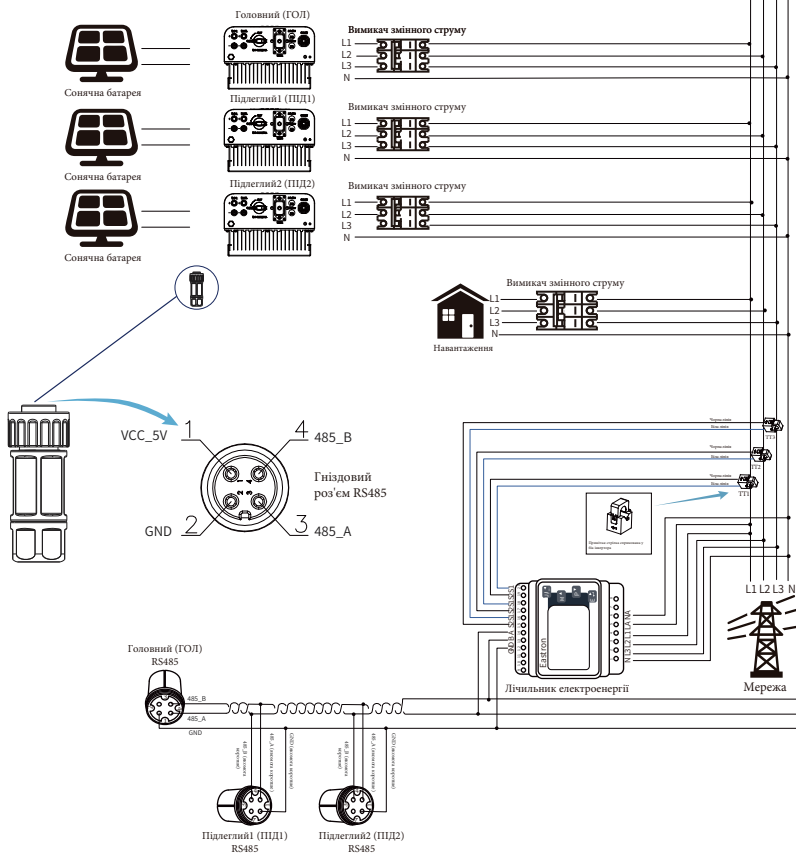 Головний (ГОЛ)
Вимикач змінного струму
L1
L2
L3
N
Сонячна батарея
Підлеглий1 (ПІД1)
Вимикач змінного струму
L1
L2
L3
N
Сонячна батарея
Підлеглий2 (ПІД2)
Вимикач змінного струму
L1
L2
L3
N
Сонячна батарея
Вимикач змінного струму
L1
L2
L3
N
Навантаження
VCC_5V
1
4
485_B
GND
2
3
485_A
Гніздовий
роз'єм RS485
ТТ3
ТТ2
ТТ1
L1 L2 L3 N
Eastron
Лічильник електроенергії
Мережа
Головний (ГОЛ)
RS485
485_B
485_A
GND
Підлеглий1 (ПІД1)
RS485
Підлеглий2 (ПІД2)
RS485